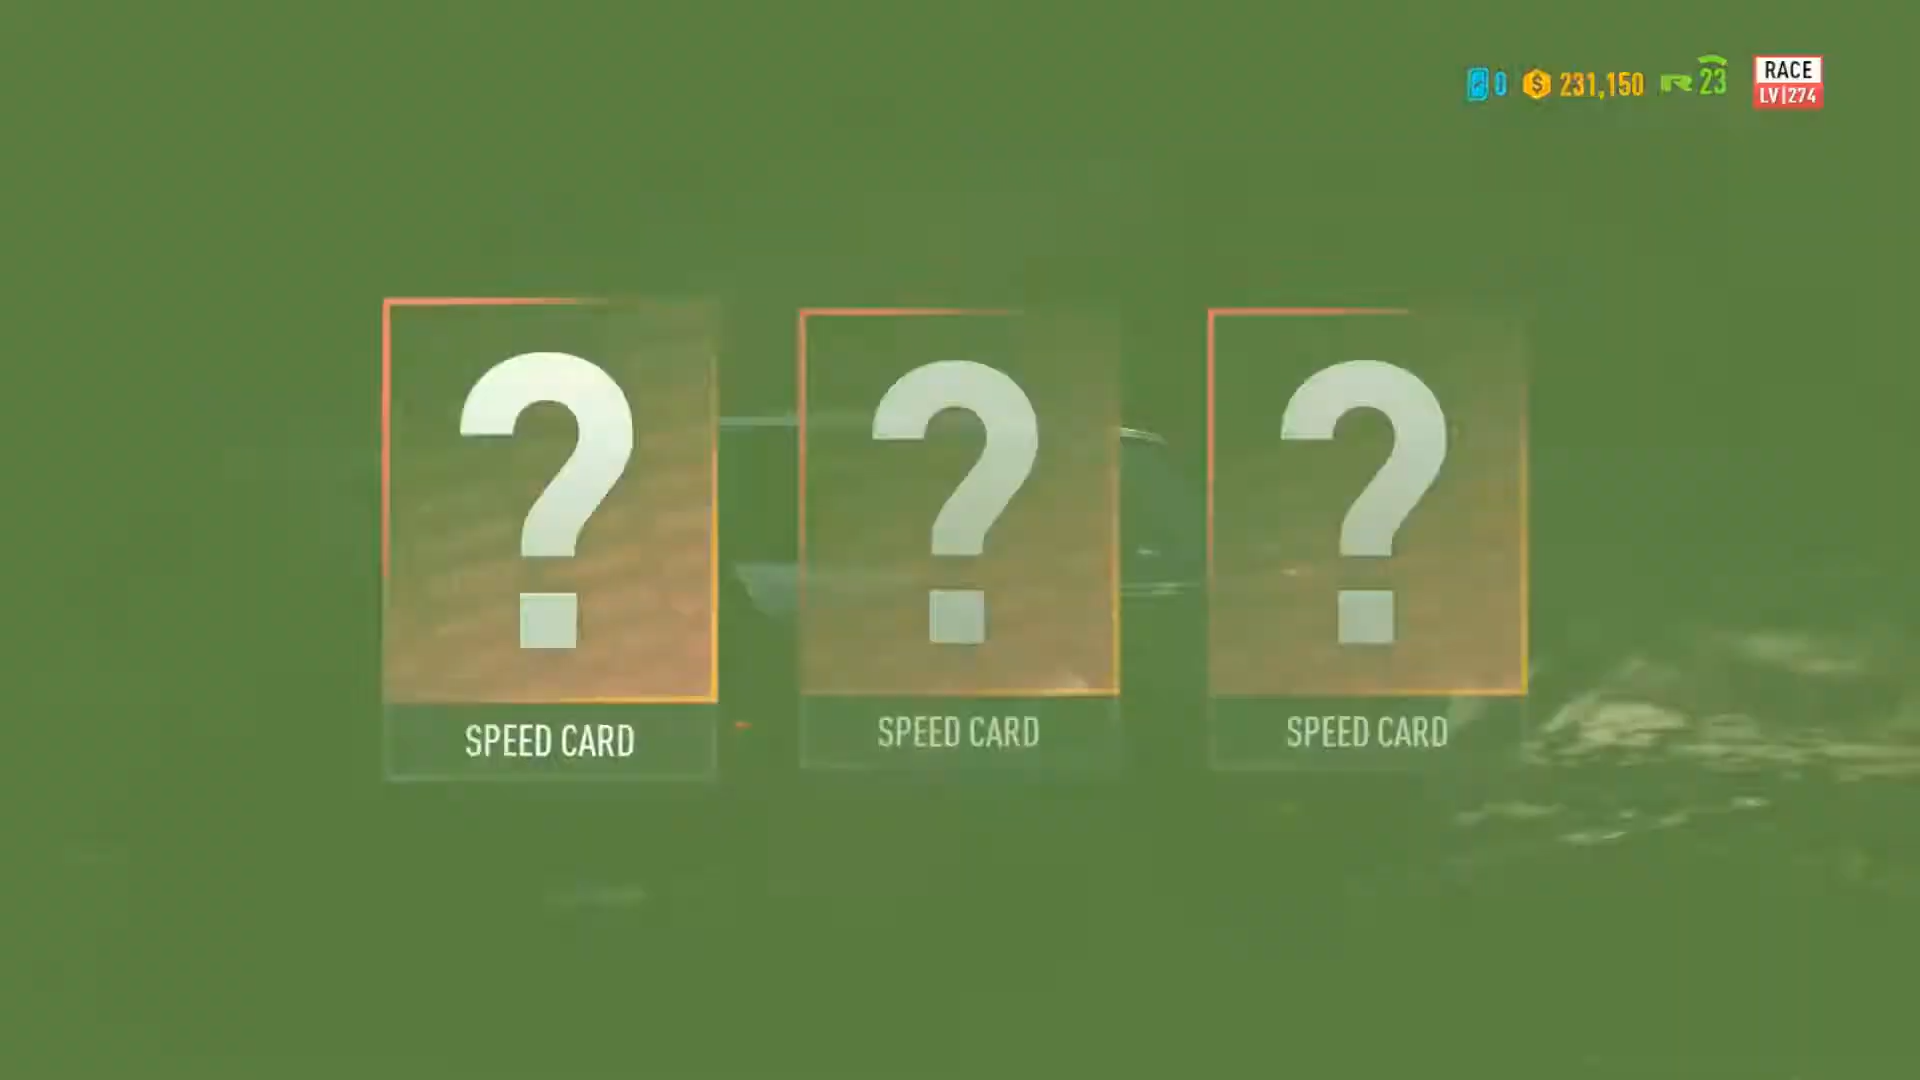 0 231,150 R 23
RACE
LV|274
?
?
?
SPEED CARD
SPEED CARD
SPEED CARD